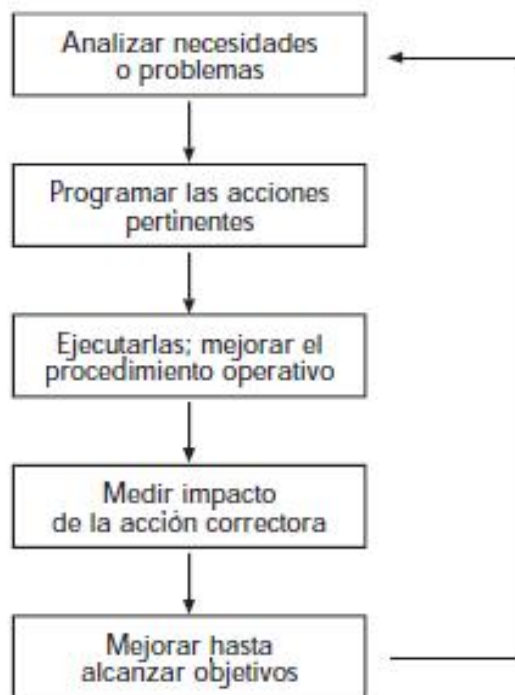 Analizar necesidades
o problemas
Programar las acciones
pertinentes
Ejecutarlas; mejorar el
procedimiento operativo
Medir impacto
de la acción correctora
Mejorar hasta
alcanzar objetivos